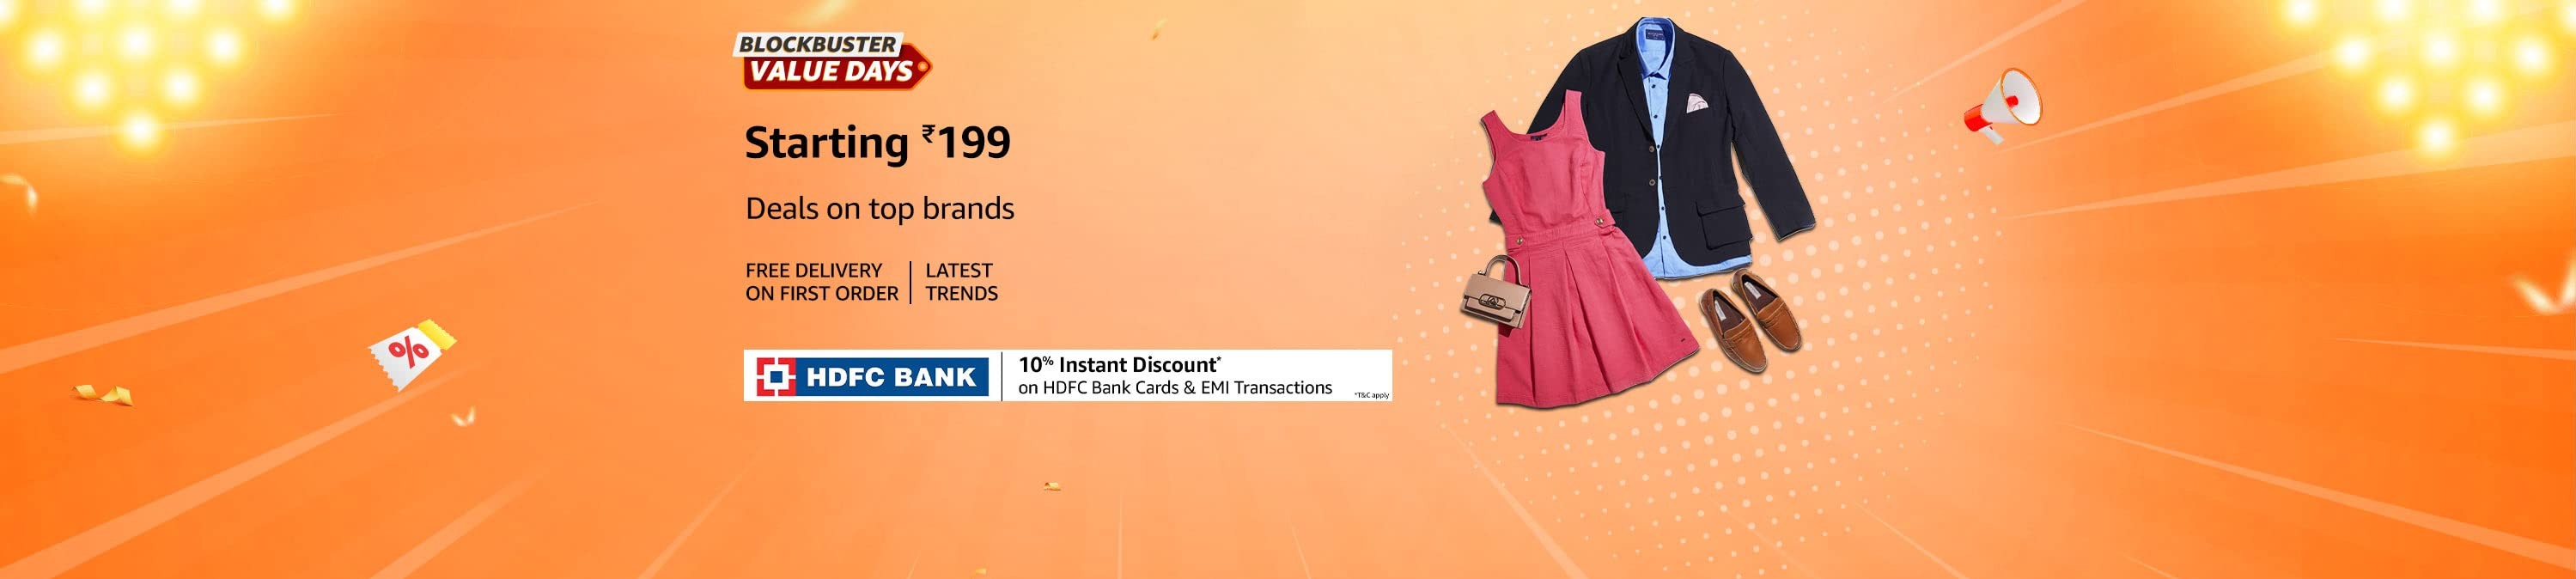 BLOCKBUSTER
VALUE DAYS
Starting ₹199
Deals on top brands
FREE DELIVERY
ON FIRST ORDER
LATEST
TRENDS
%
HDFC BANK
10% Instant Discount*
on HDFC Bank Cards & EMI Transactions
*T&C apply